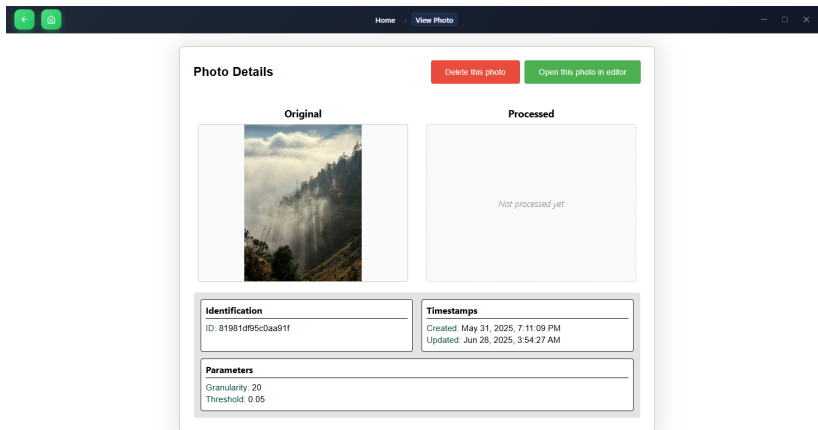 Home › View Photo
Photo Details
Delete this photo
Open this photo in editor
Original
Processed
Not processed yet
Identification
ID: 81981df95c0aa91f
Timestamps
Created: May 31, 2025, 7:11:09 PM
Updated: Jun 28, 2025, 3:54:27 AM
Parameters
Granularity: 20
Threshold: 0.05